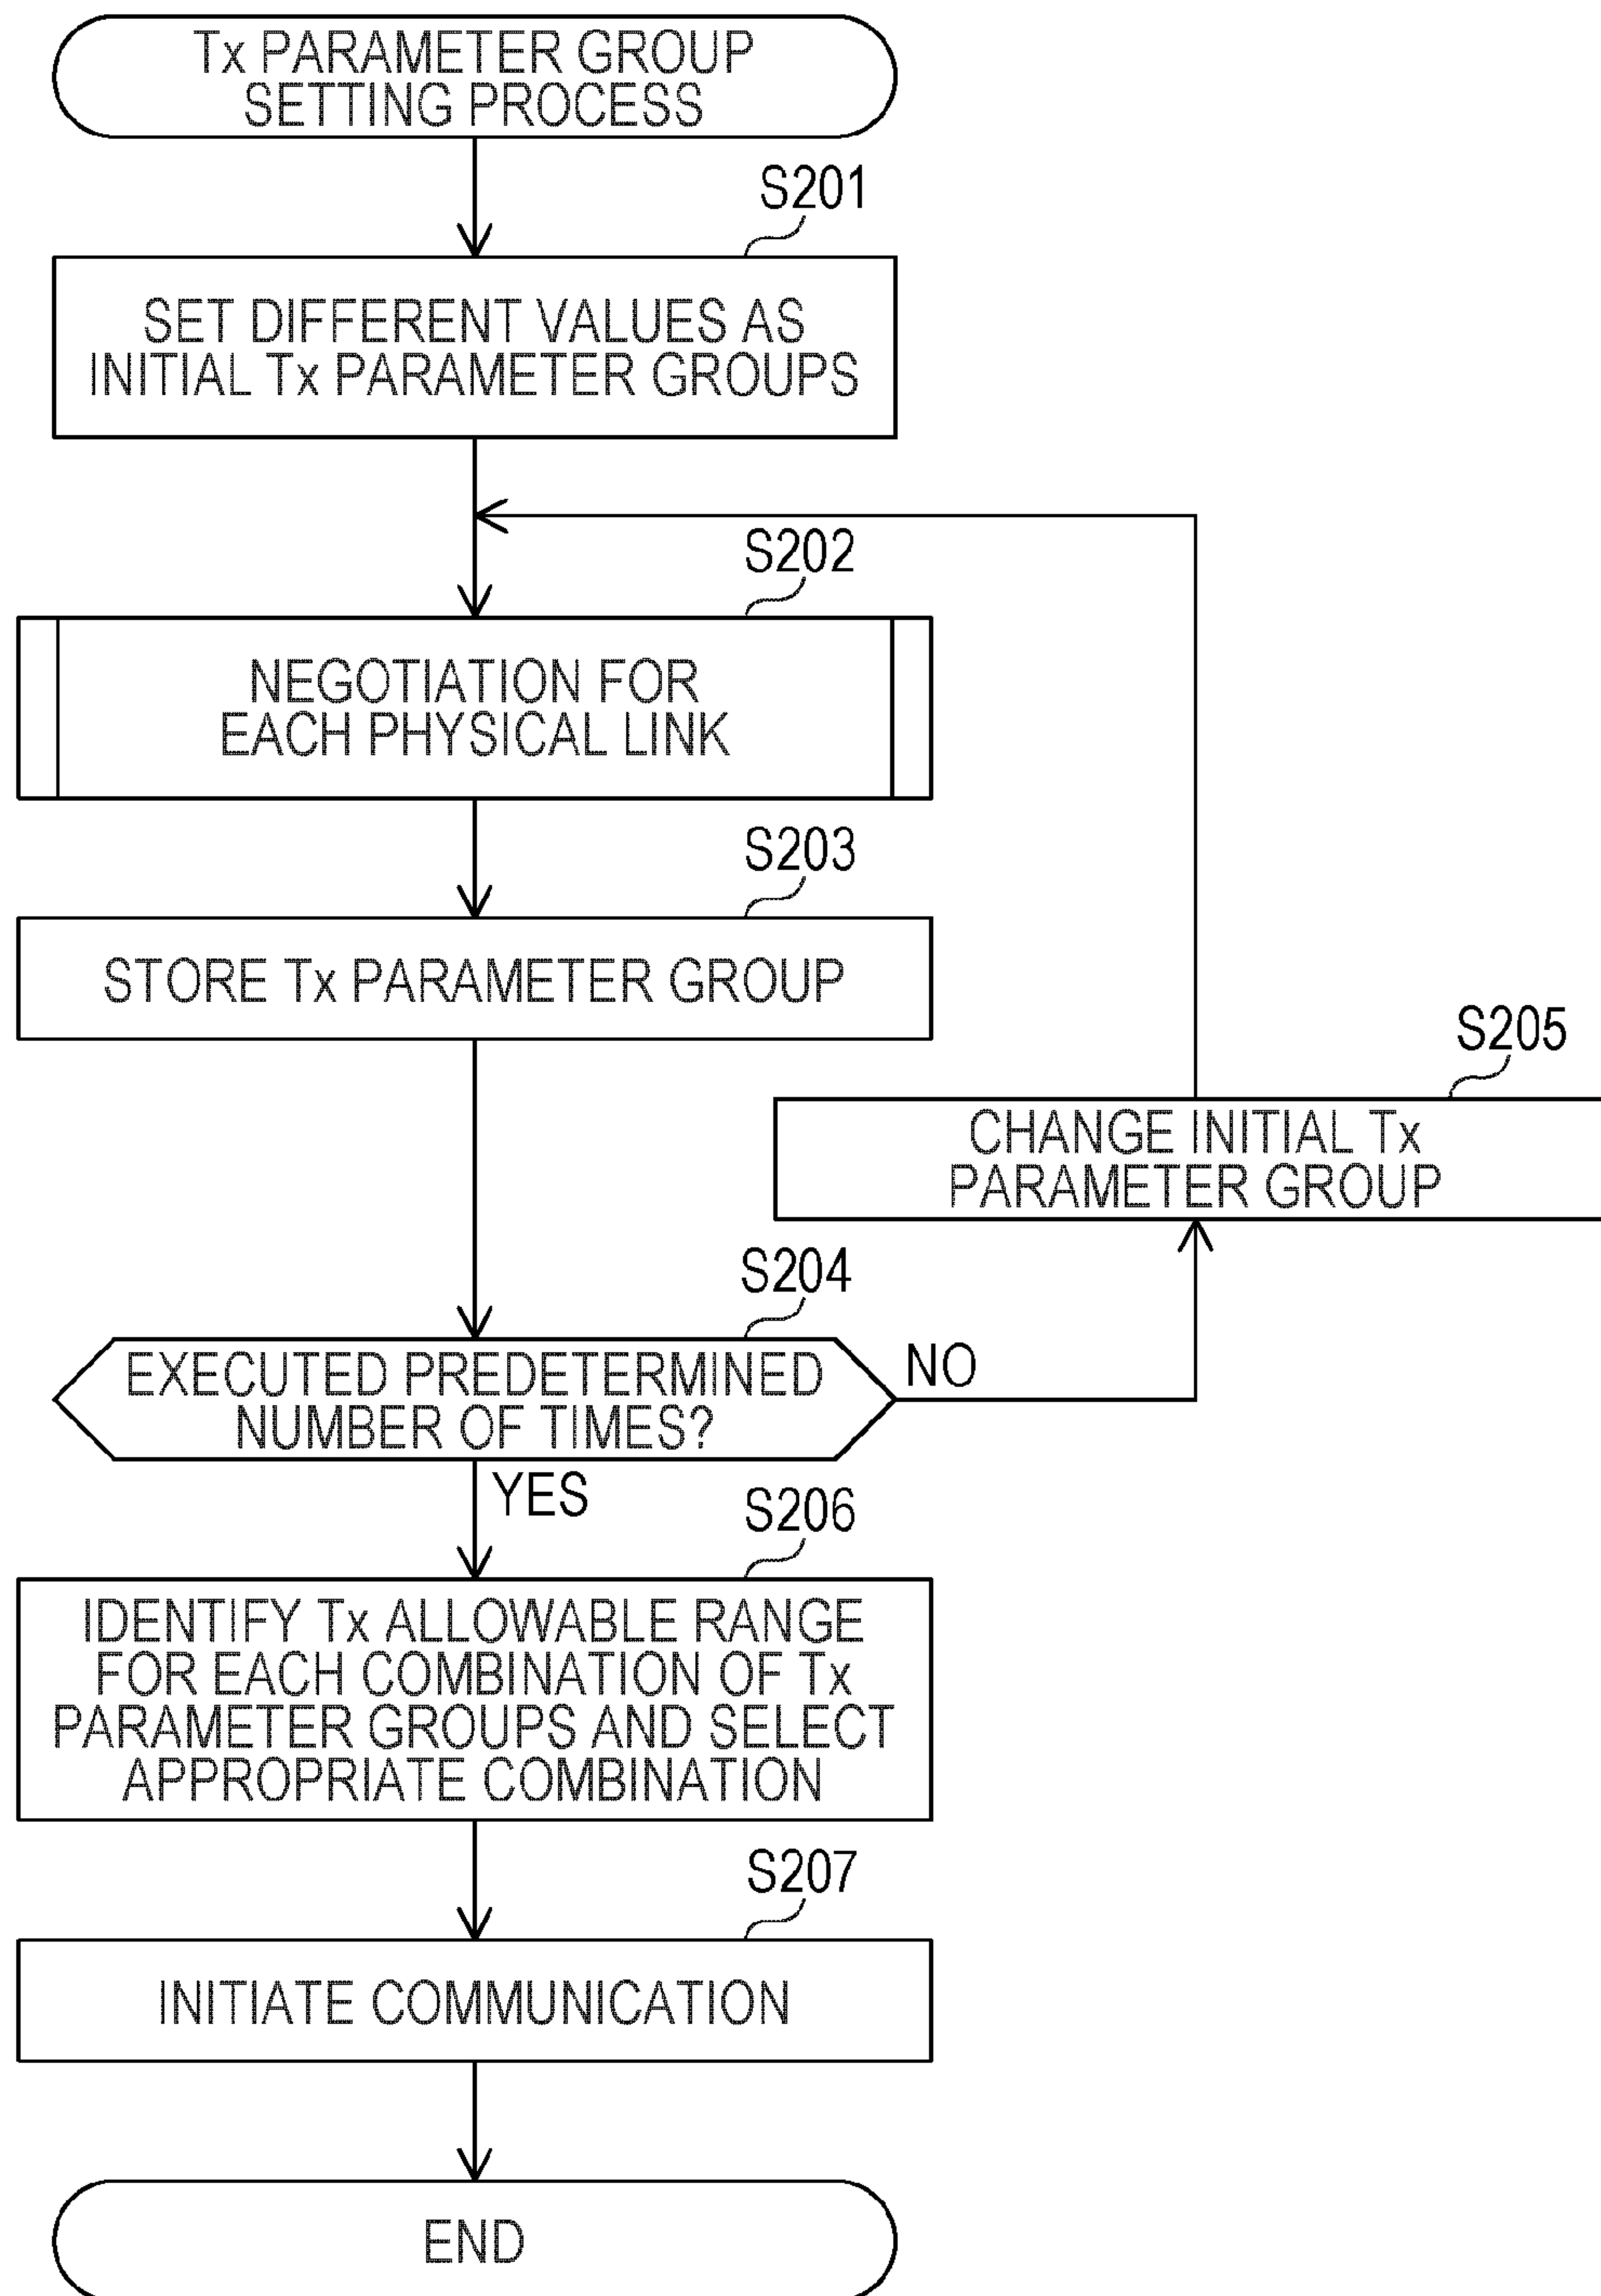 Tx PARAMETER GROUP
SETTING PROCESS
S201
SET DIFFERENT VALUES AS
INITIAL Tx PARAMETER GROUPS
S202
NEGOTIATION FOR
EACH PHYSICAL LINK
S203
STORE Tx PARAMETER GROUP
S205
CHANGE INITIAL Tx
PARAMETER GROUP
S204
EXECUTED PREDETERMINED
NUMBER OF TIMES?
NO
YES
S206
IDENTIFY Tx ALLOWABLE RANGE
FOR EACH COMBINATION OF Tx
PARAMETER GROUPS AND SELECT
APPROPRIATE COMBINATION
S207
INITIATE COMMUNICATION
END